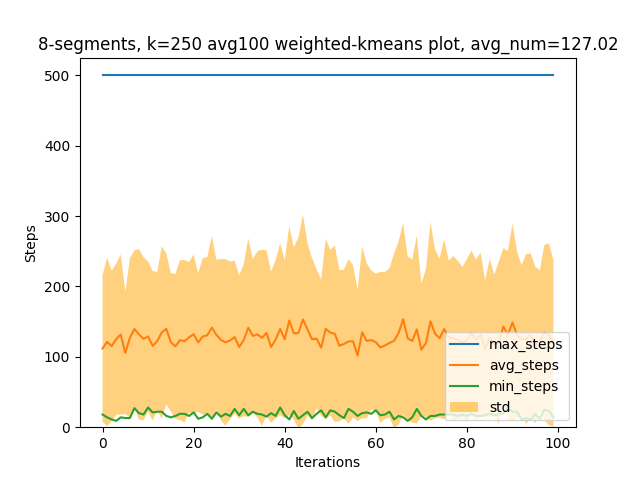 8-segments, k=250 avg100 weighted-kmeans plot, avg_num=127.02
500
400
300
200
100
0
Steps
max_steps
avg_steps
min_steps
std
0 20 40 60 80 100
Iterations